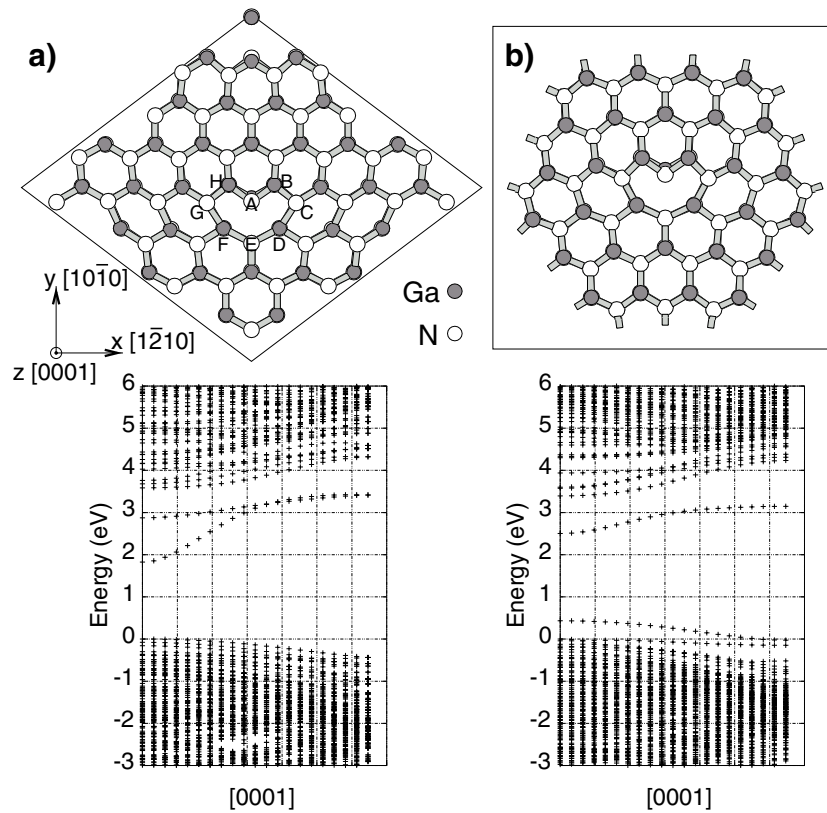 a)
b)
H
B
A
G
C
F
E
D
y [101̅0]
x [12̅10]
z [0001]
Ga
N
6
5
4
3
2
1
0
-1
-2
-3
Energy (eV)
[0001]
6
5
4
3
2
1
0
-1
-2
-3
Energy (eV)
[0001]